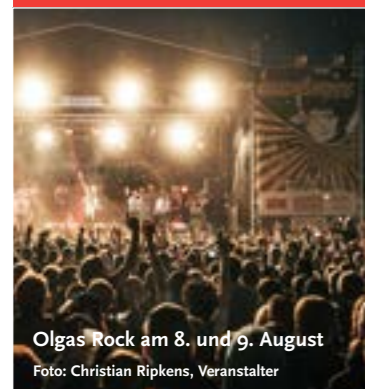 Olgas Rock am 8. und 9. August
Foto: Christian Ripkens, Veranstalter